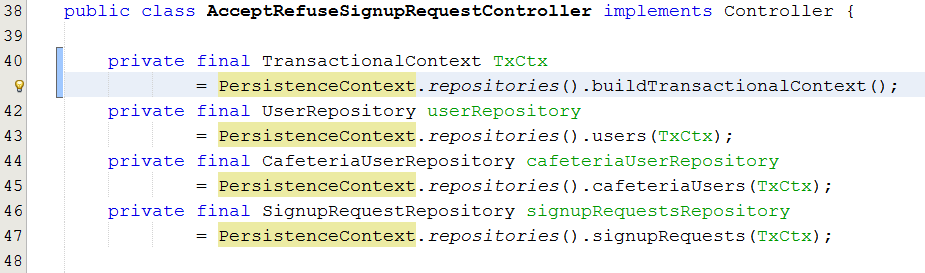 38 public class AcceptRefuseSignupRequestController implements Controller {
39
40 private final TransactionalContext TxCtx
= PersistenceContext.repositories().buildTransactionalContext();
42 private final UserRepository userRepository
43 = PersistenceContext.repositories().users(TxCtx);
44 private final CafeteriaUserRepository cafeteriaUserRepository
45 = PersistenceContext.repositories().cafeteriaUsers(TxCtx);
46 private final SignupRequestRepository signupRequestsRepository
47 = PersistenceContext.repositories().signupRequests(TxCtx);
48